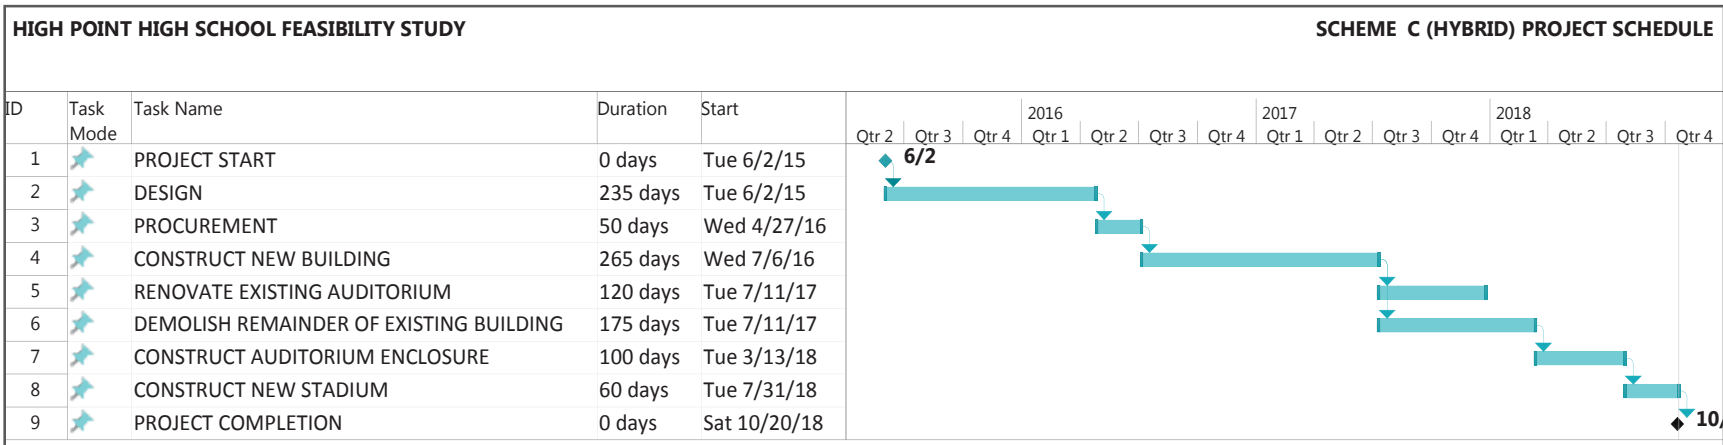 HIGH POINT HIGH SCHOOL FEASIBILITY STUDY SCHEME C (HYBRID) PROJECT SCHEDULE
ID Task Mode Task Name Duration Start
2016 2017 2018
Qtr 2 Qtr 3 Qtr 4 Qtr 1 Qtr 2 Qtr 3 Qtr 4 Qtr 1 Qtr 2 Qtr 3 Qtr 4 Qtr 1 Qtr 2 Qtr 3 Qtr 4
1 PROJECT START 0 days Tue 6/2/15 6/2
2 DESIGN 235 days Tue 6/2/15
3 PROCUREMENT 50 days Wed 4/27/16
4 CONSTRUCT NEW BUILDING 265 days Wed 7/6/16
5 RENOVATE EXISTING AUDITORIUM 120 days Tue 7/11/17
6 DEMOLISH REMAINDER OF EXISTING BUILDING 175 days Tue 7/11/17
7 CONSTRUCT AUDITORIUM ENCLOSURE 100 days Tue 3/13/18
8 CONSTRUCT NEW STADIUM 60 days Tue 7/31/18
9 PROJECT COMPLETION 0 days Sat 10/20/18 10/